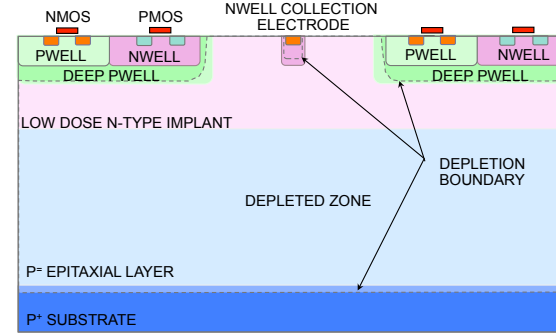 NMOS
PMOS
NWELL COLLECTION
ELECTRODE
PWELL
NWELL
PWELL
NWELL
DEEP PWELL
DEEP PWELL
LOW DOSE N-TYPE IMPLANT
DEPLETION
BOUNDARY
DEPLETED ZONE
P= EPITAXIAL LAYER
P+ SUBSTRATE